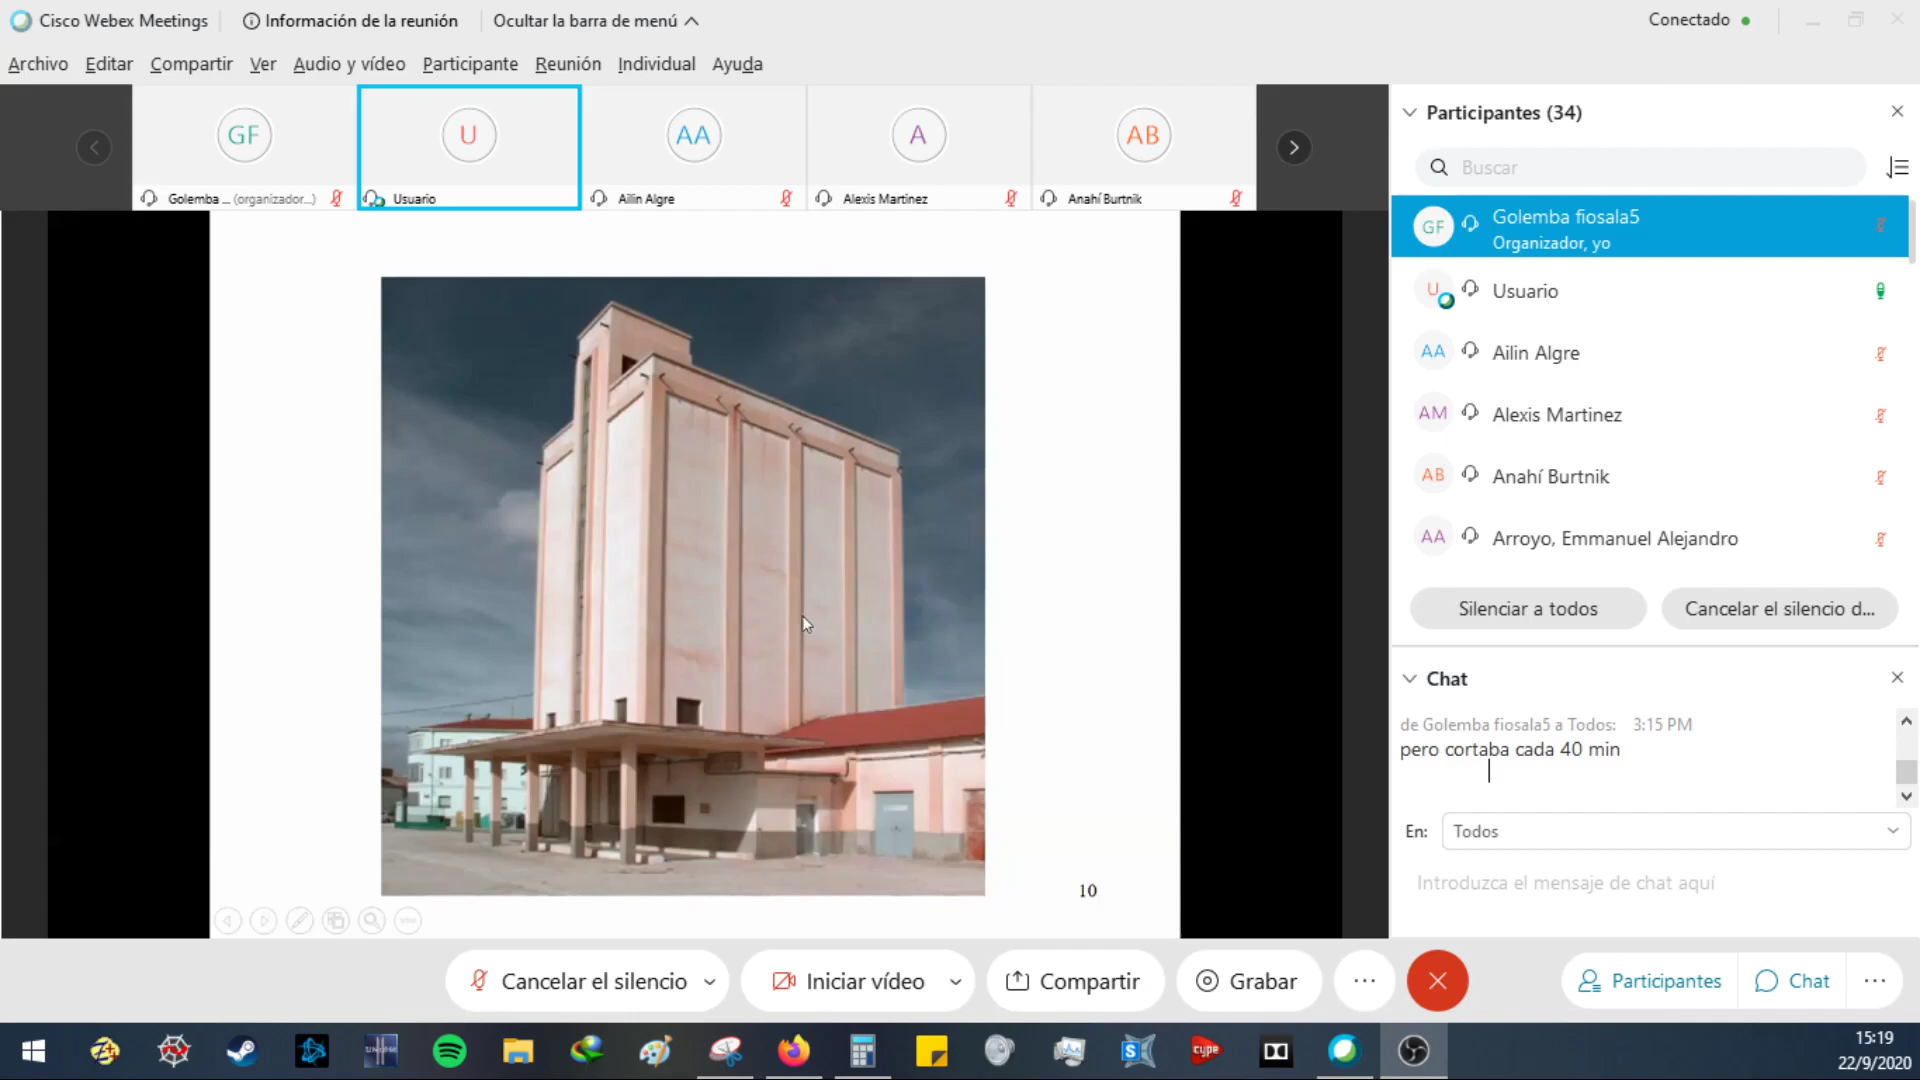 Cisco Webex Meetings
Información de la reunión
Ocultar la barra de menú
Conectado
Archivo Editar Compartir Ver Audio y vídeo Participante Reunión Individual Ayuda
GF
U
AA
A
AB
Golemba ... (organizador...)
Usuario
Ailin Algre
Alexis Martinez
Anahí Burtnik
10
Participantes (34)
Buscar
GF Golemba fiosala5
Organizador, yo
U Usuario
AA Ailin Algre
AM Alexis Martinez
AB Anahí Burtnik
AA Arroyo, Emmanuel Alejandro
Silenciar a todos
Cancelar el silencio d...
Chat
de Golemba fiosala5 a Todos: 3:15 PM
pero cortaba cada 40 min
En: Todos
Introduzca el mensaje de chat aquí
Cancelar el silencio
Iniciar vídeo
Compartir
Grabar
Participantes
Chat
cype
15:19
22/9/2020